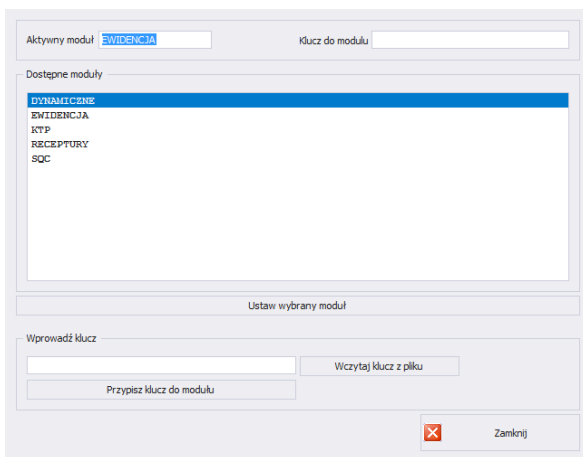 Aktywny moduł EWIDENCJA Klucz do modulu
Dostępne moduły
DYNAMICZNE
EWIDENCJA
KTP
RECEPTURY
SQC
Ustaw wybrany moduł
Wprowadź klucz
Wczytaj klucz z pliku
Przypisz klucz do modułu
Zamknij